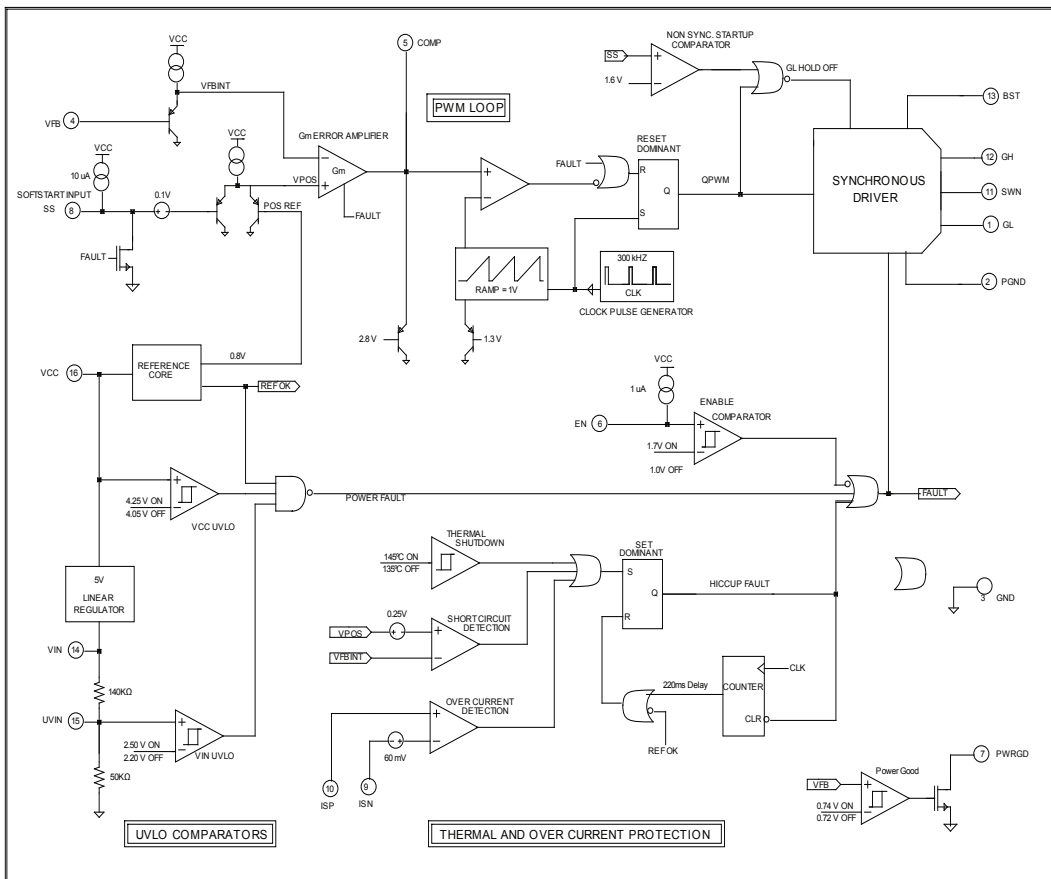 VCC
VFBINT
VFB
4
5
COMP
PWM LOOP
NON SYNC. STARTUP
COMPARATOR
SS
1.6 V
GL HOLD OFF
13
BST
VCC
10 uA
VCC
Gm ERROR AMPLIFIER
Gm
VPOS
FAULT
SOFTSTART INPUT
SS
8
0.1V
POS REF
FAULT
FAULT
RESET
DOMINANT
R
Q
S
QPWM
SYNCHRONOUS
DRIVER
12
GH
11
SWN
1
GL
2
PGND
RAMP = 1V
300 kHZ
CLK
CLOCK PULSE GENERATOR
2.8 V
1.3 V
VCC
16
REFERENCE
CORE
0.8V
REF OK
VCC
1 uA
EN
6
ENABLE
COMPARATOR
1.7V ON
1.0V OFF
4.25 V ON
4.05 V OFF
VCC UVLO
POWER FAULT
FAULT
5V
LINEAR
REGULATOR
THERMAL
SHUTDOWN
145ºC ON
135ºC OFF
SET
DOMINANT
S
Q
R
HICCUP FAULT
3
GND
0.25V
VPOS
VFBINT
SHORT CIRCUIT
DETECTION
VIN
14
140KΩ
UVIN
15
2.50 V ON
2.20 V OFF
VIN UVLO
50KΩ
OVER CURRENT
DETECTION
60 mV
10
ISP
9
ISN
220ms Delay
COUNTER
CLK
CLR
REF OK
7
PWRGD
Power Good
VFB
0.74 V ON
0.72 V OFF
UVLO COMPARATORS
THERMAL AND OVER CURRENT PROTECTION